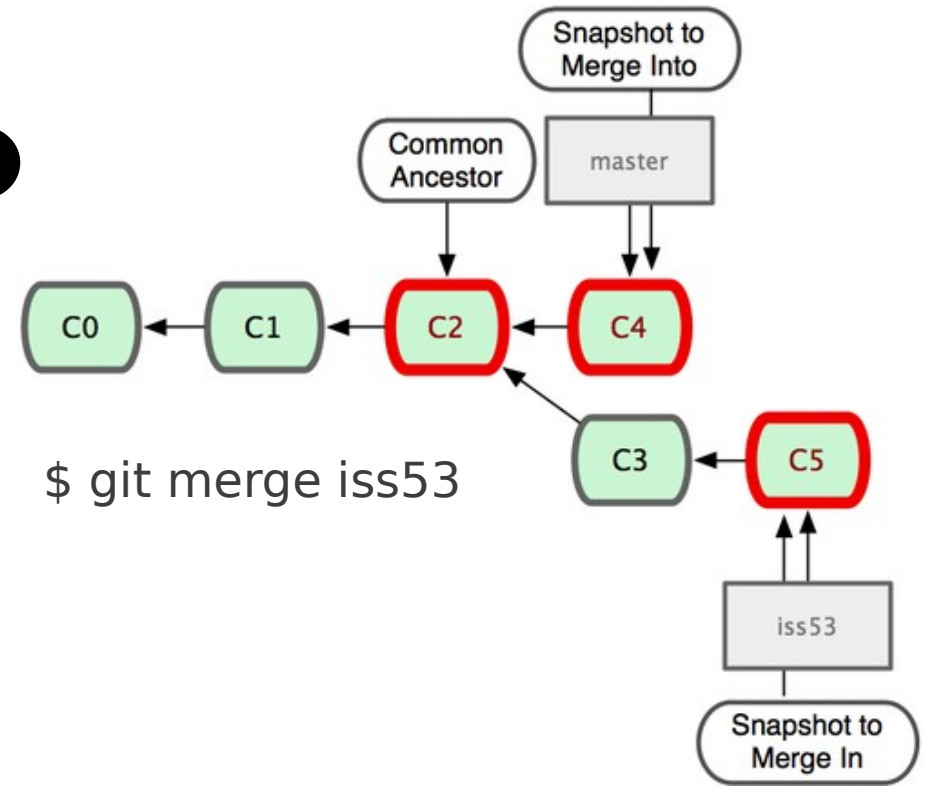 Snapshot to
Merge Into
Common
Ancestor
master
C0
C1
C2
C4
C3
C5
$ git merge iss53
iss53
Snapshot to
Merge In